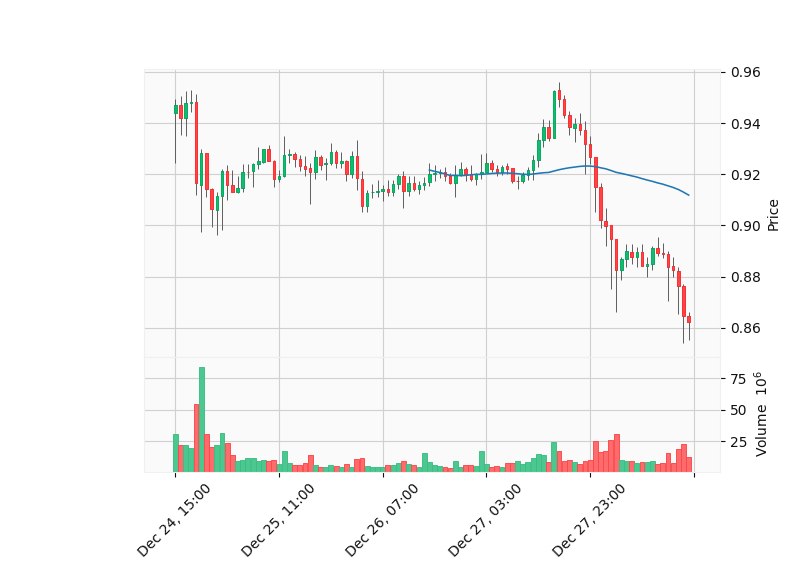 0.96
0.94
0.92
0.90
0.88
0.86
Price
75
50
25
Volume 10^6
Dec 24, 15:00
Dec 25, 11:00
Dec 26, 07:00
Dec 27, 03:00
Dec 27, 23:00